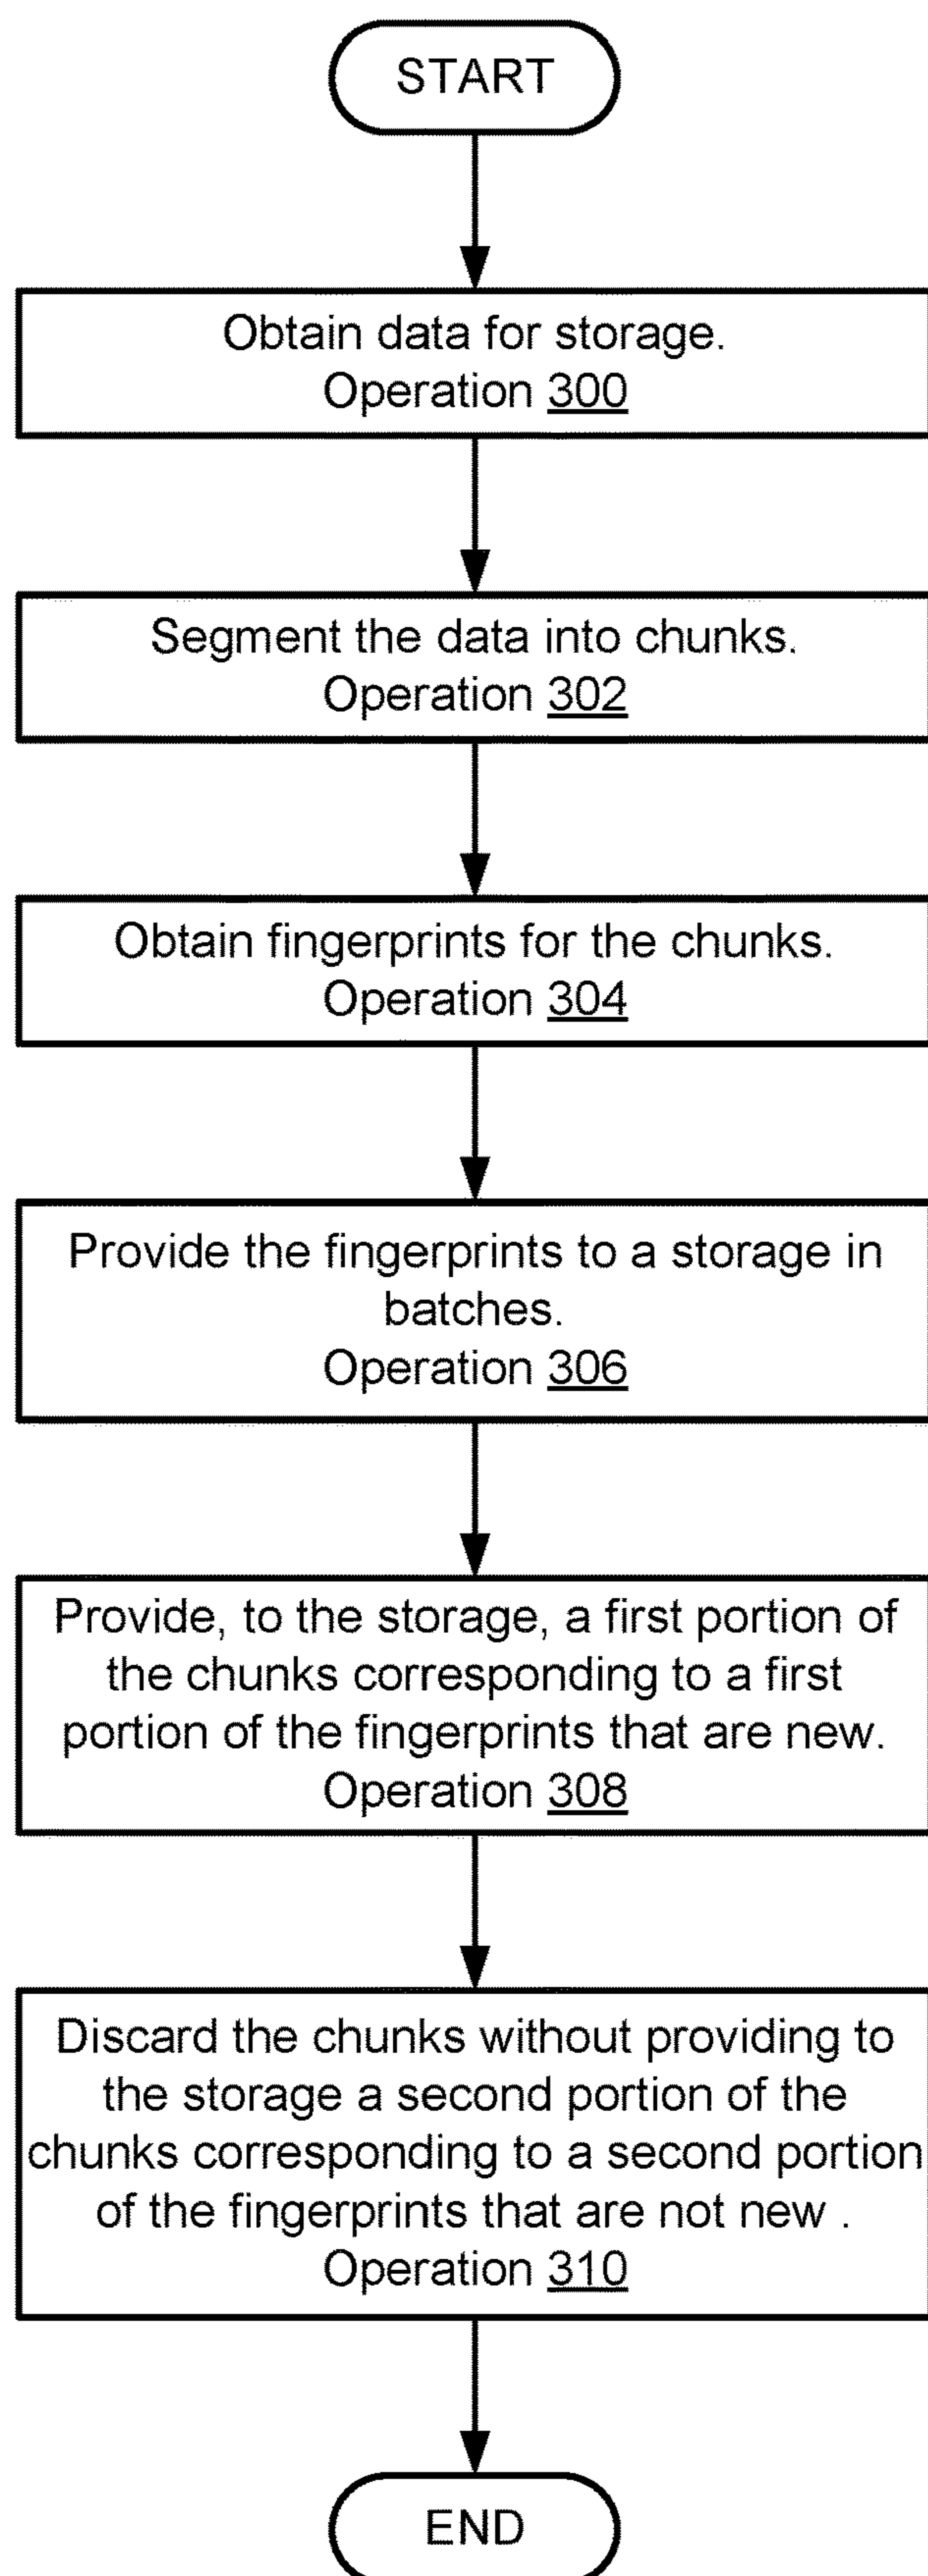 START
Obtain data for storage.
Operation 300
Segment the data into chunks.
Operation 302
Obtain fingerprints for the chunks.
Operation 304
Provide the fingerprints to a storage in
batches.
Operation 306
Provide, to the storage, a first portion of
the chunks corresponding to a first
portion of the fingerprints that are new.
Operation 308
Discard the chunks without providing to
the storage a second portion of the
chunks corresponding to a second portion
of the fingerprints that are not new .
Operation 310
END